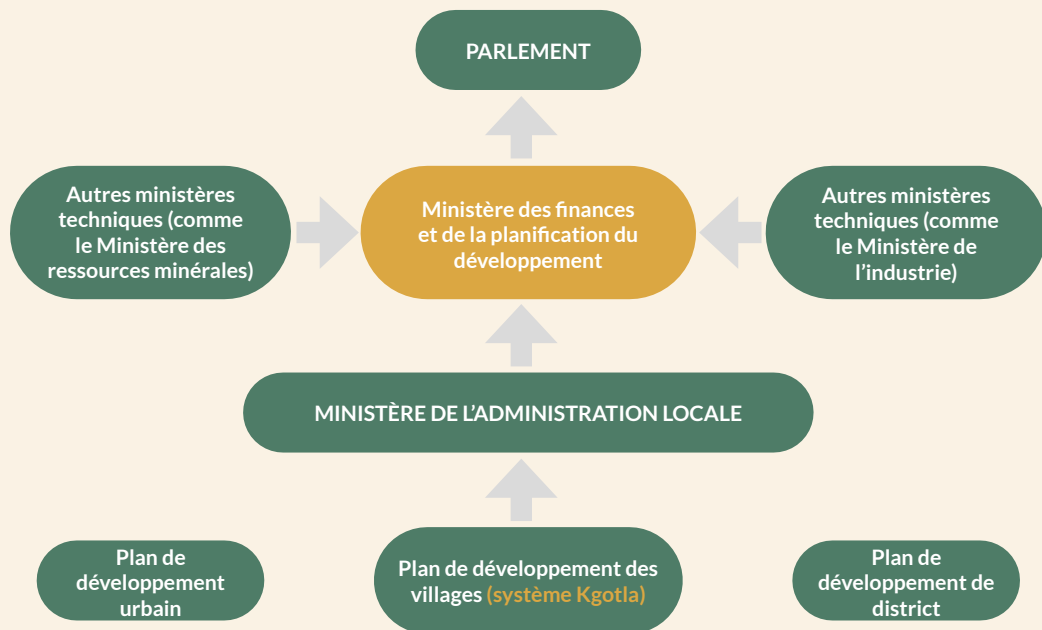 PARLEMENT
Autres ministères
techniques (comme
le Ministère des
ressources minérales)
Ministère des finances
et de la planification du
développement
Autres ministères
techniques (comme
le Ministère de
l’industrie)
MINISTÈRE DE L’ADMINISTRATION LOCALE
Plan de
développement
urbain
Plan de développement des
villages (système Kgotla)
Plan de
développement de
district